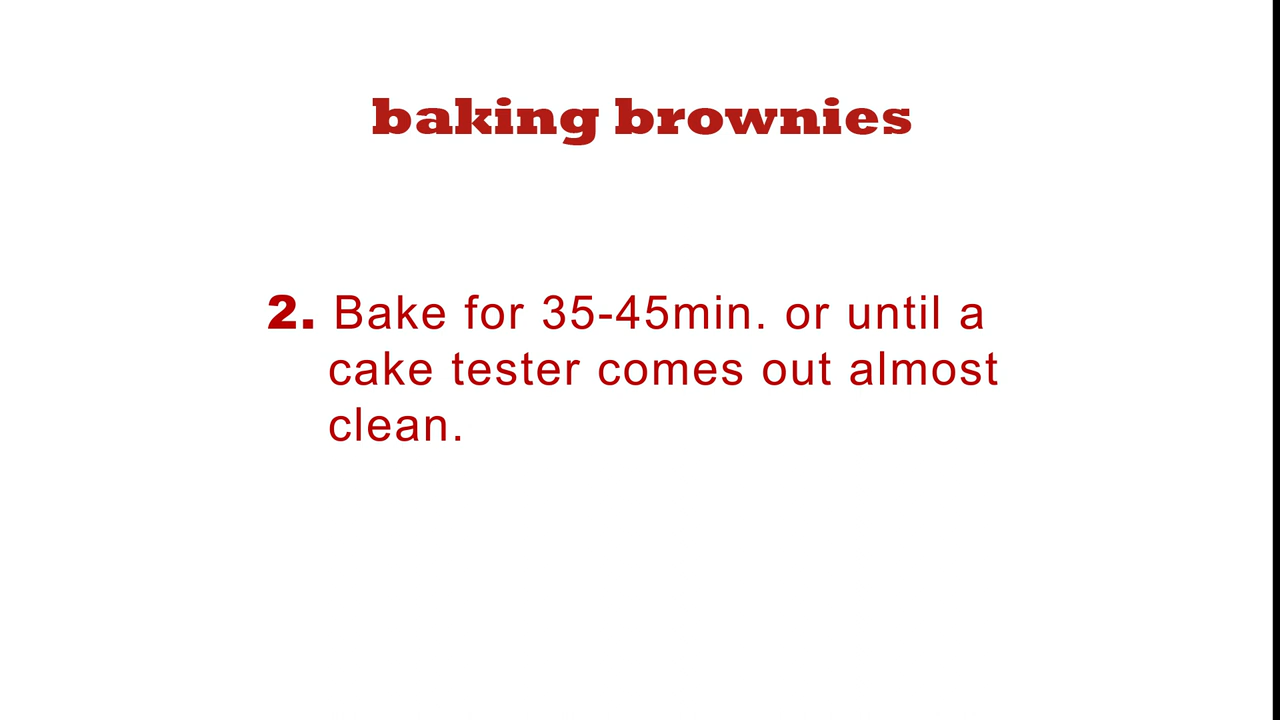 baking brownies
2. Bake for 35-45min. or until a
cake tester comes out almost
clean.